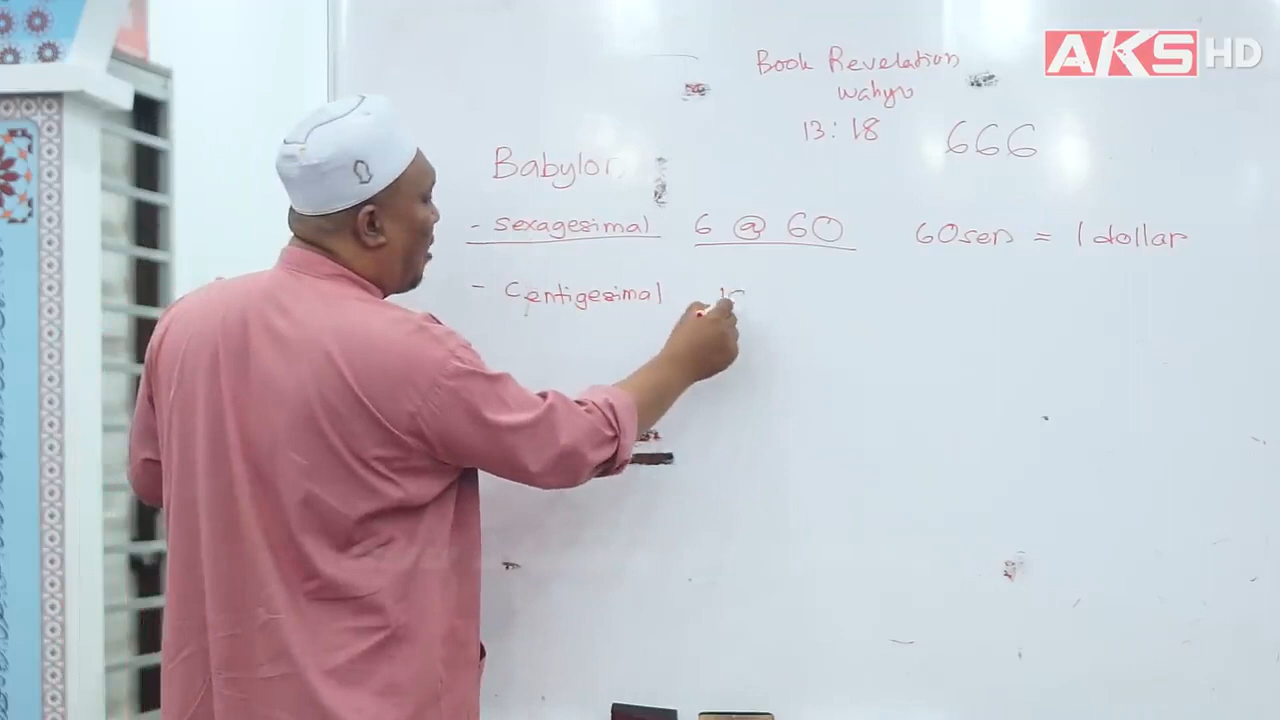 AKS HD
Book Revelation
wahyu
13:18 666
Babylon
- sexagesimal 6 @ 60 60sen = 1 dollar
- Centigesimal